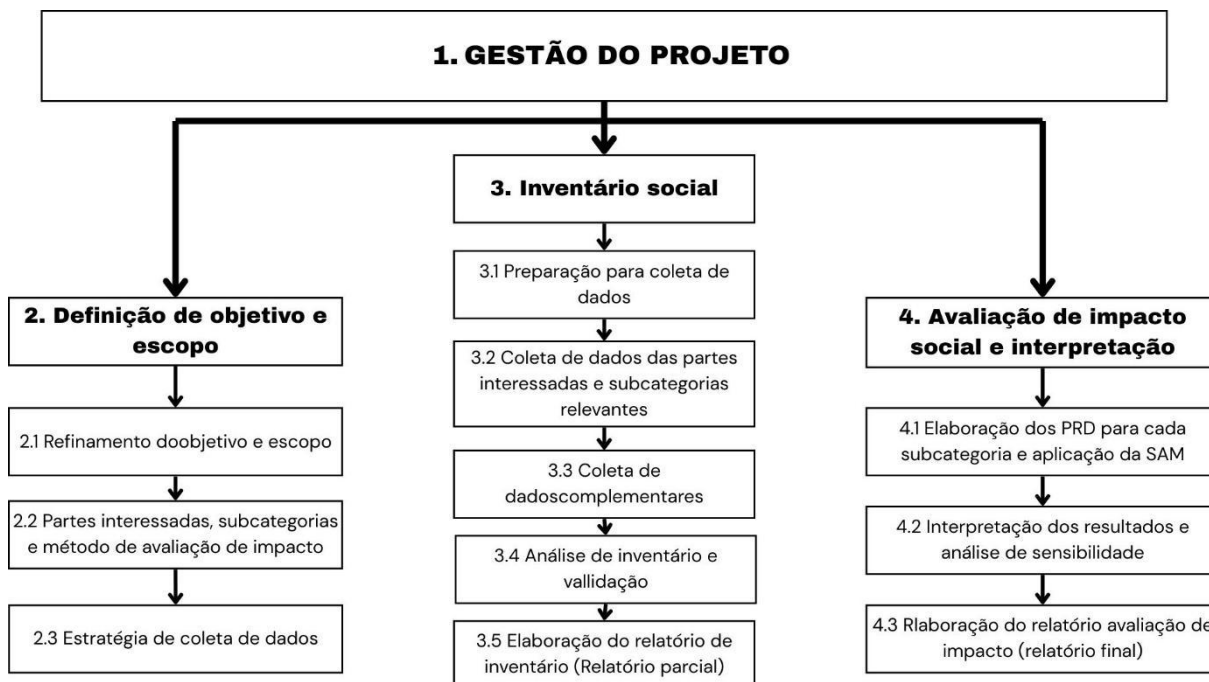 1. GESTÃO DO PROJETO
2. Definição de objetivo e
escopo
2.1 Refinamento doobjetivo e escopo
2.2 Partes interessadas, subcategorias
e método de avaliação de impacto
2.3 Estratégia de coleta de dados
3. Inventário social
3.1 Preparação para coleta de
dados
3.2 Coleta de dados das partes
interessadas e subcategorias
relevantes
3.3 Coleta de
dadoscomplementares
3.4 Análise de inventário e
vallidação
3.5 Elaboração do relatório de
inventário (Relatório parcial)
4. Avaliação de impacto
social e interpretação
4.1 Elaboração dos PRD para cada
subcategoria e aplicação da SAM
4.2 Interpretação dos resultados e
análise de sensibilidade
4.3 Rlaboração do relatório avaliação de
impacto (relatório final)